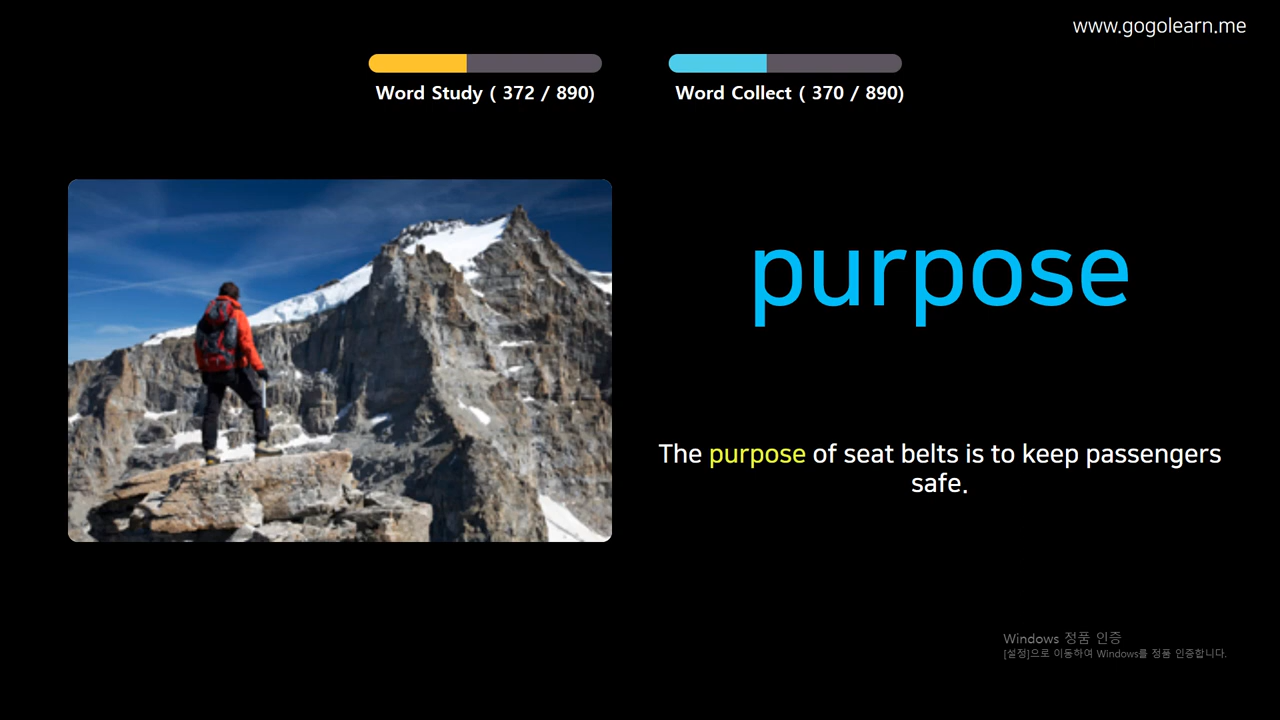 www.gogolearn.me
Word Study ( 372 / 890)
Word Collect ( 370 / 890)
purpose
The purpose of seat belts is to keep passengers
safe.
Windows 정품 인증
[설정]으로 이동하여 Windows를 정품 인증합니다.